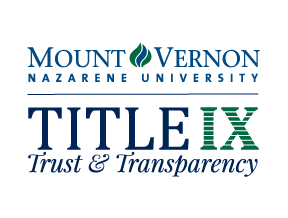 MOUNT VERNON
NAZARENE UNIVERSITY
TITLE IX
Trust & Transparency